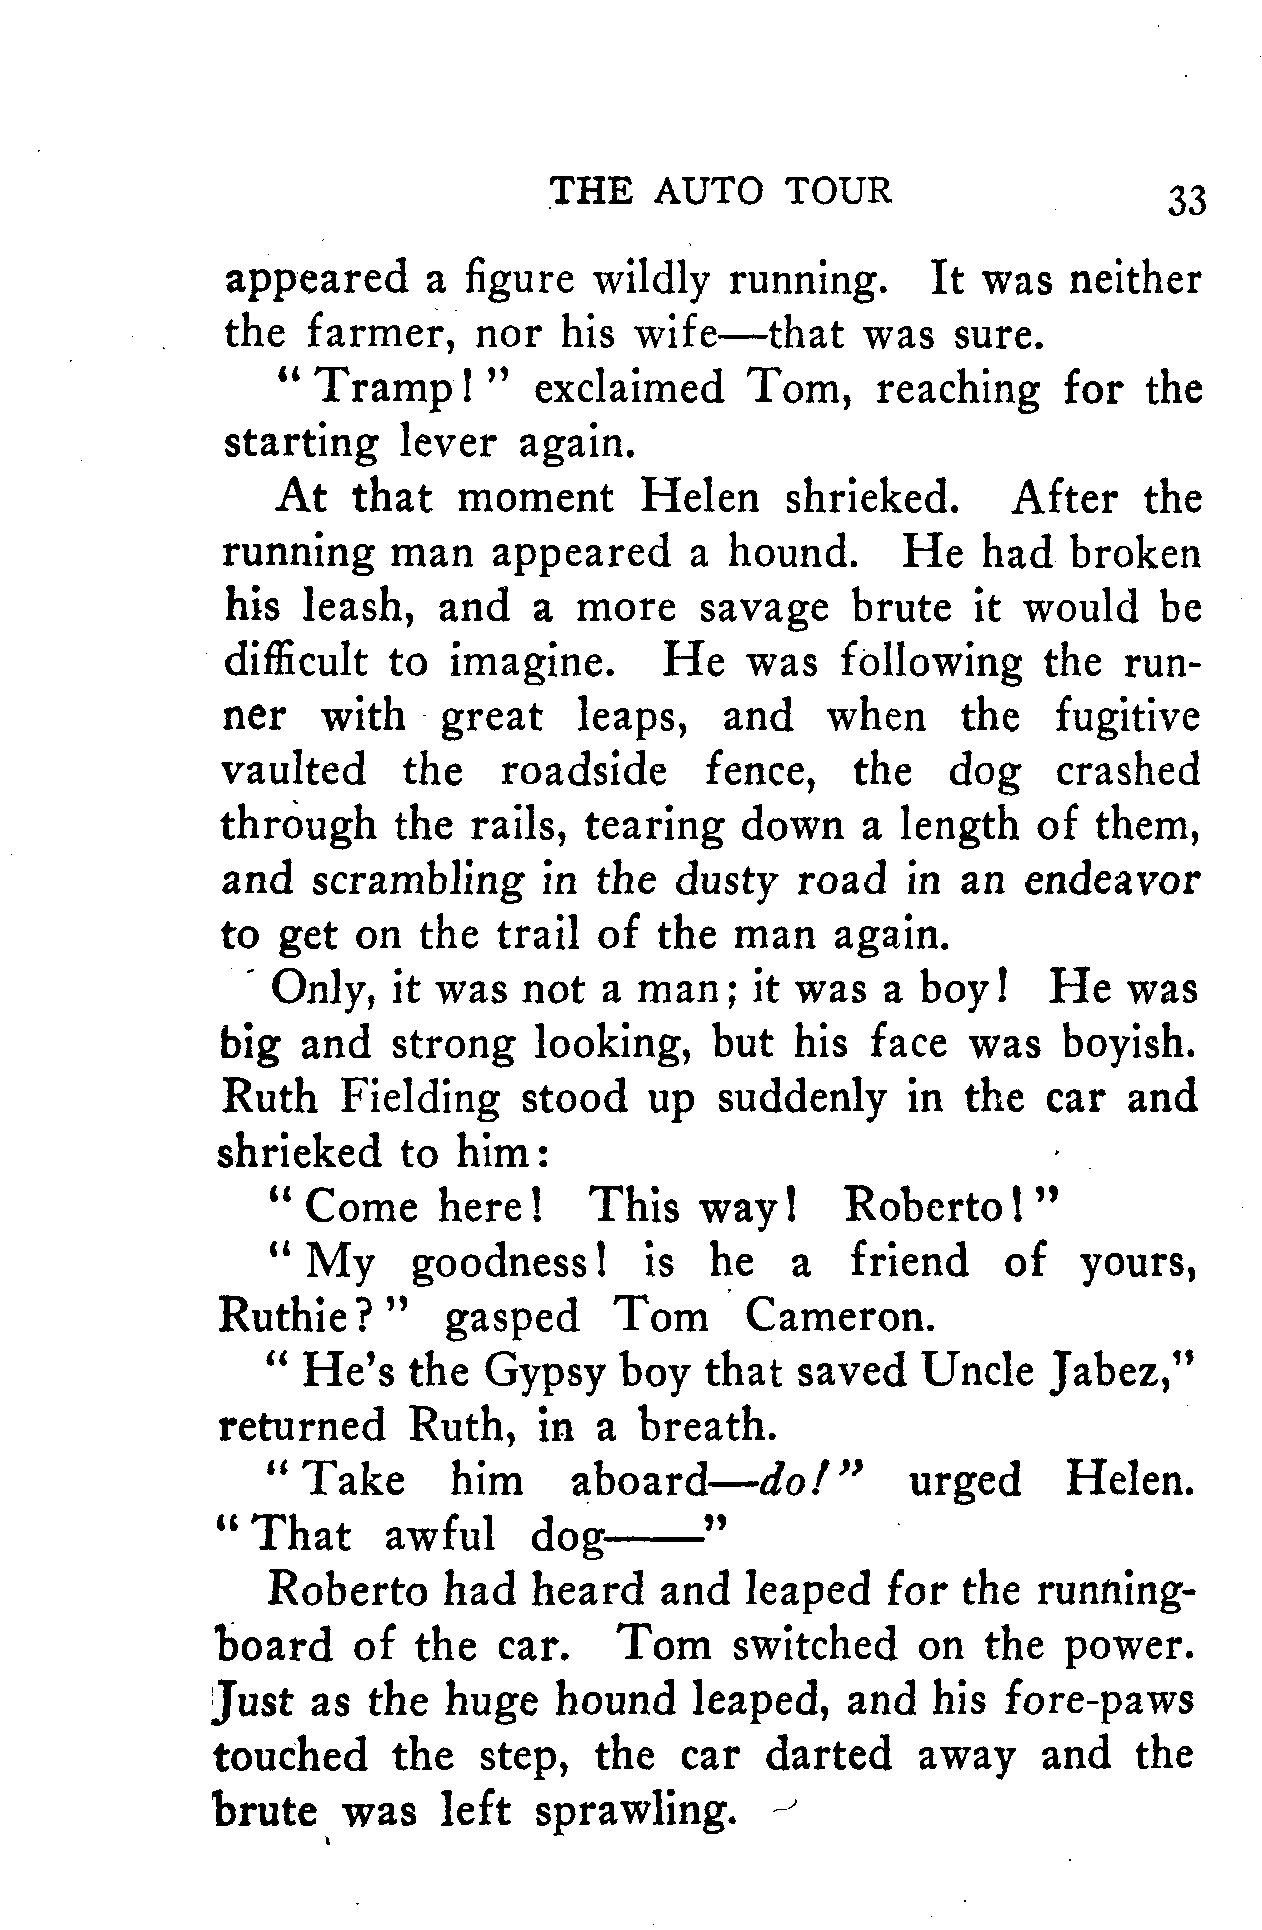 THE AUTO TOUR 33
appeared a figure wildly running. It was neither
the farmer, nor his wife—that was sure.
“ Tramp! ” exclaimed Tom, reaching for the
starting lever again.
At that moment Helen shrieked. After the
running man appeared a hound. He had broken
his leash, and a more savage brute it would be
difficult to imagine. He was following the run-
ner with great leaps, and when the fugitive
vaulted the roadside fence, the dog crashed
through the rails, tearing down a length of them,
and scrambling in the dusty road in an endeavor
to get on the trail of the man again.
Only, it was not a man; it was a boy! He was
big and strong looking, but his face was boyish.
Ruth Fielding stood up suddenly in the car and
shrieked to him:
“ Come here! This way! Roberto! ”
“ My goodness! is he a friend of yours,
Ruthie? ” gasped Tom Cameron.
“ He’s the Gypsy boy that saved Uncle Jabez,”
returned Ruth, in a breath.
“ Take him aboard—do! ” urged Helen.
“ That awful dog——”
Roberto had heard and leaped for the running-
board of the car. Tom switched on the power.
Just as the huge hound leaped, and his fore-paws
touched the step, the car darted away and the
brute was left sprawling.